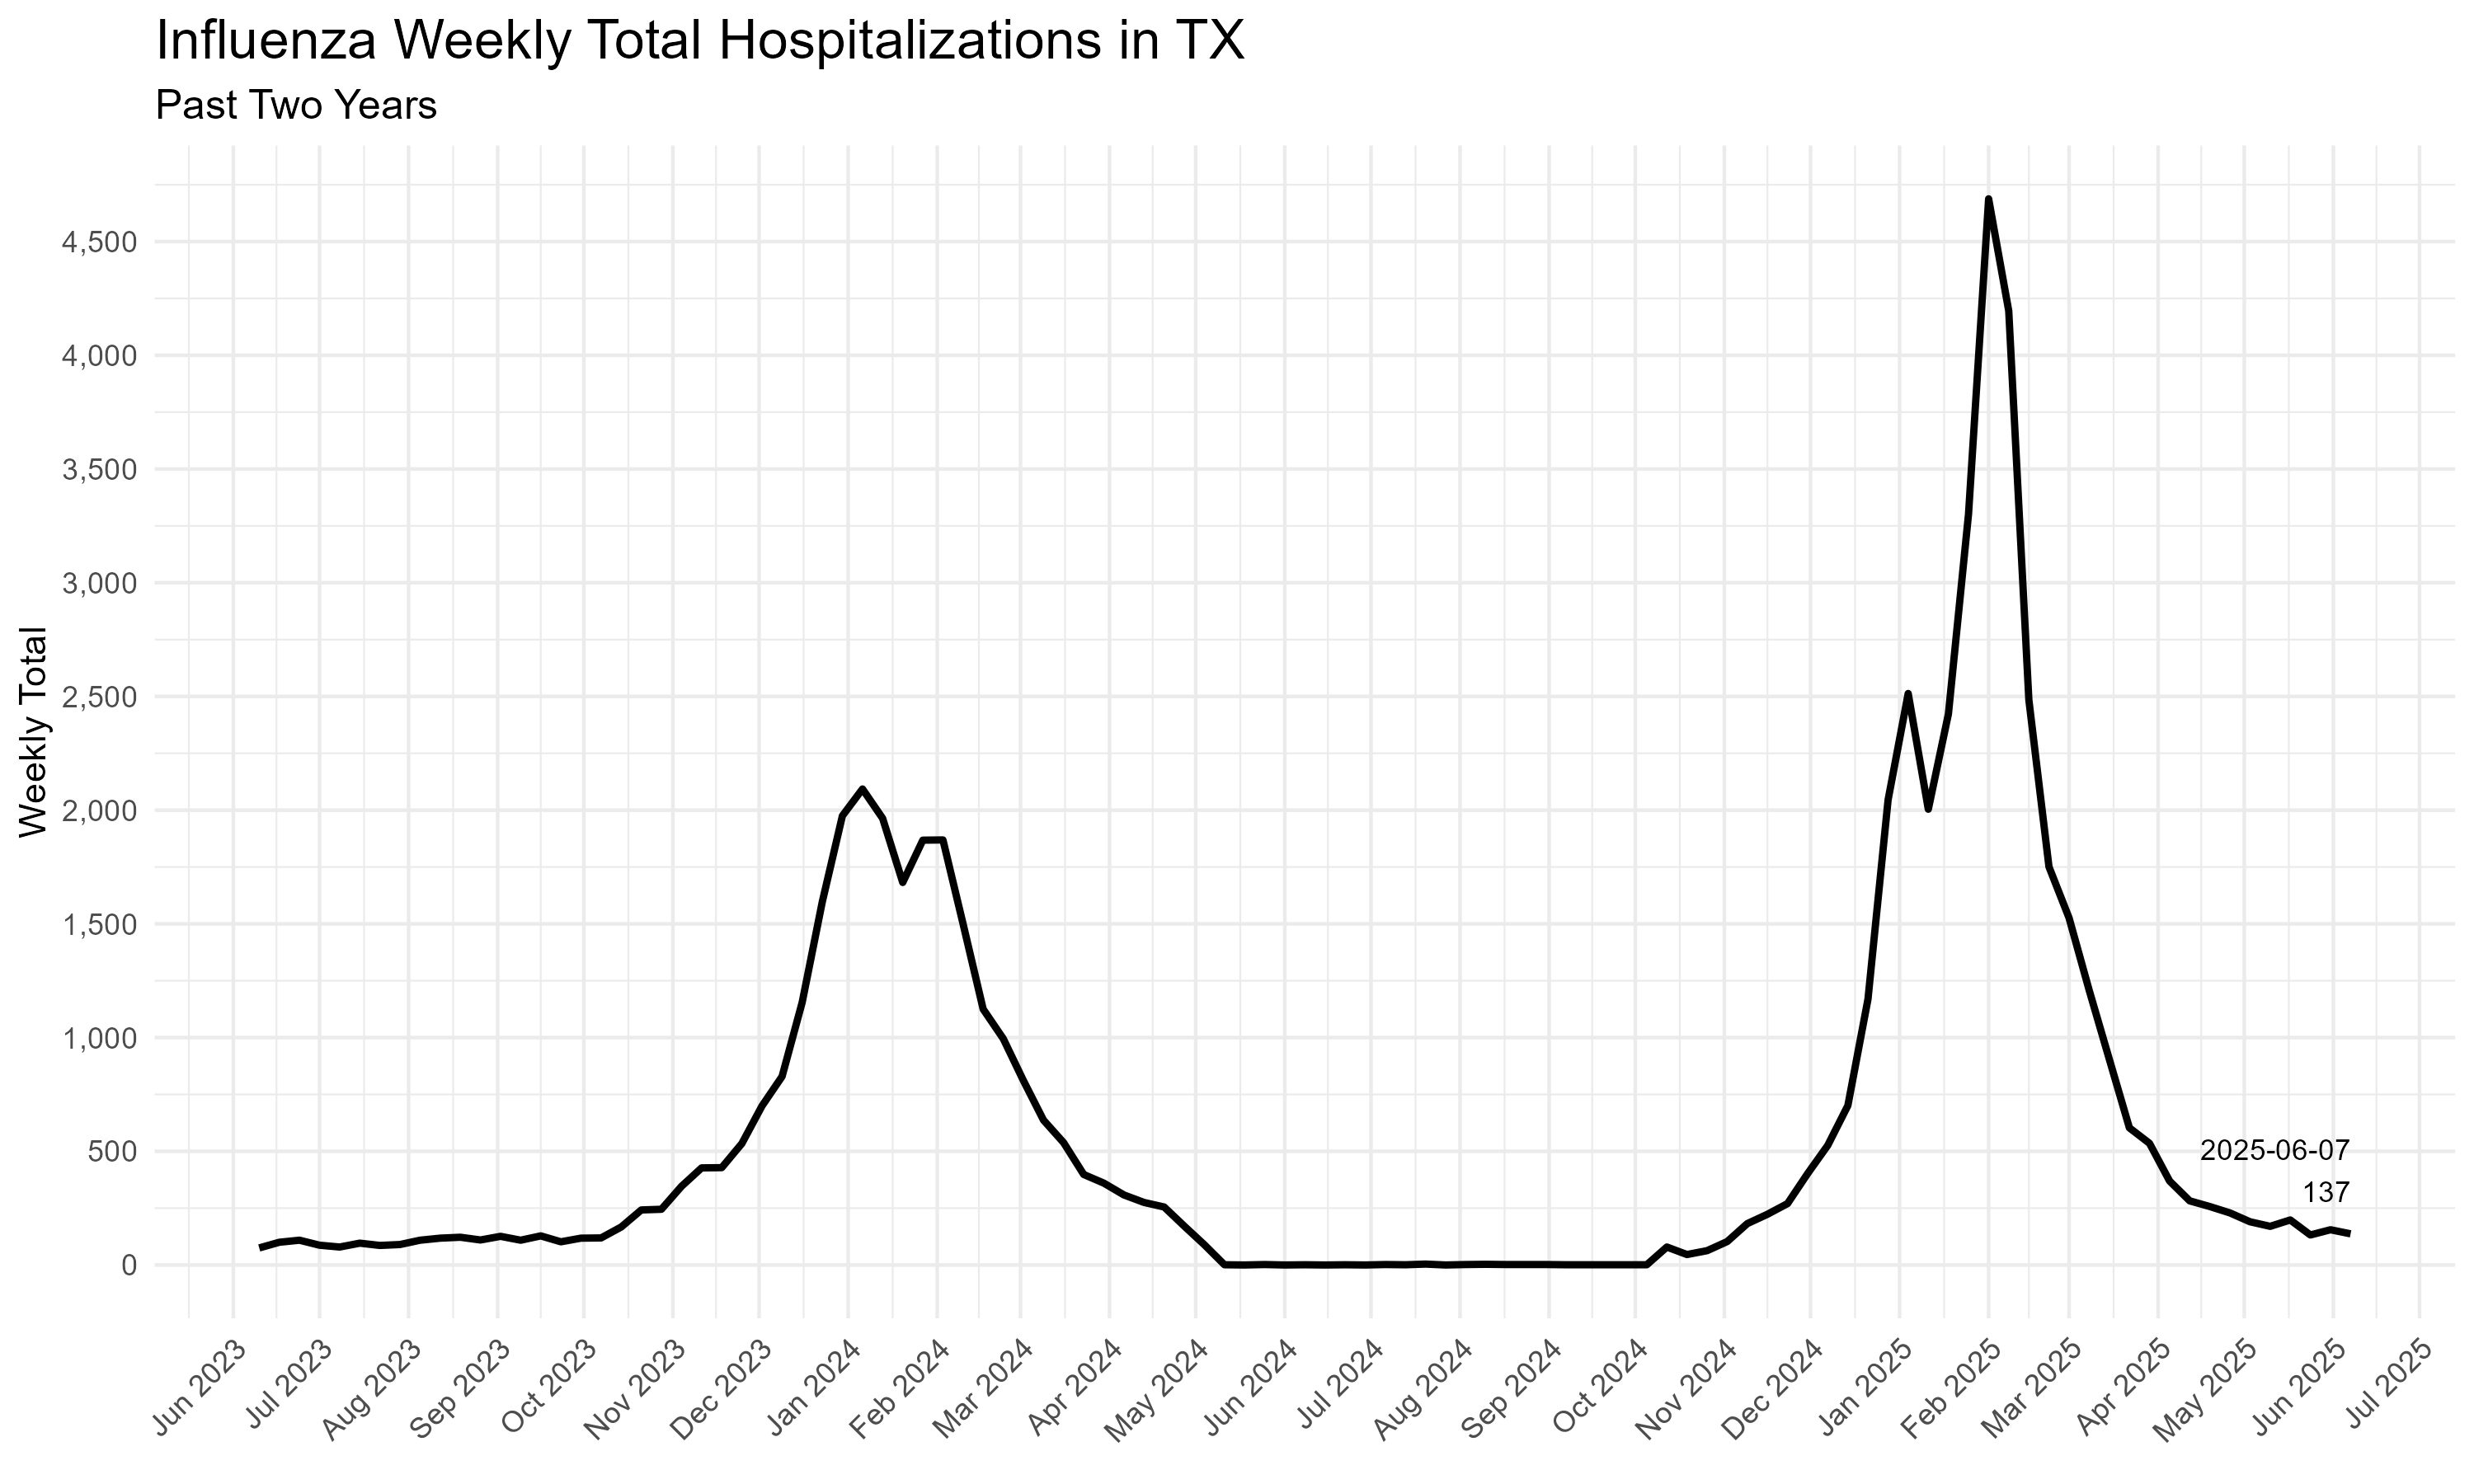 Influenza Weekly Total Hospitalizations in TX
Past Two Years
Weekly Total
4,500
4,000
3,500
3,000
2,500
2,000
1,500
1,000
500
0
2025-06-07
137
Jun 2023
Jul 2023
Aug 2023
Sep 2023
Oct 2023
Nov 2023
Dec 2023
Jan 2024
Feb 2024
Mar 2024
Apr 2024
May 2024
Jun 2024
Jul 2024
Aug 2024
Sep 2024
Oct 2024
Nov 2024
Dec 2024
Jan 2025
Feb 2025
Mar 2025
Apr 2025
May 2025
Jun 2025
Jul 2025